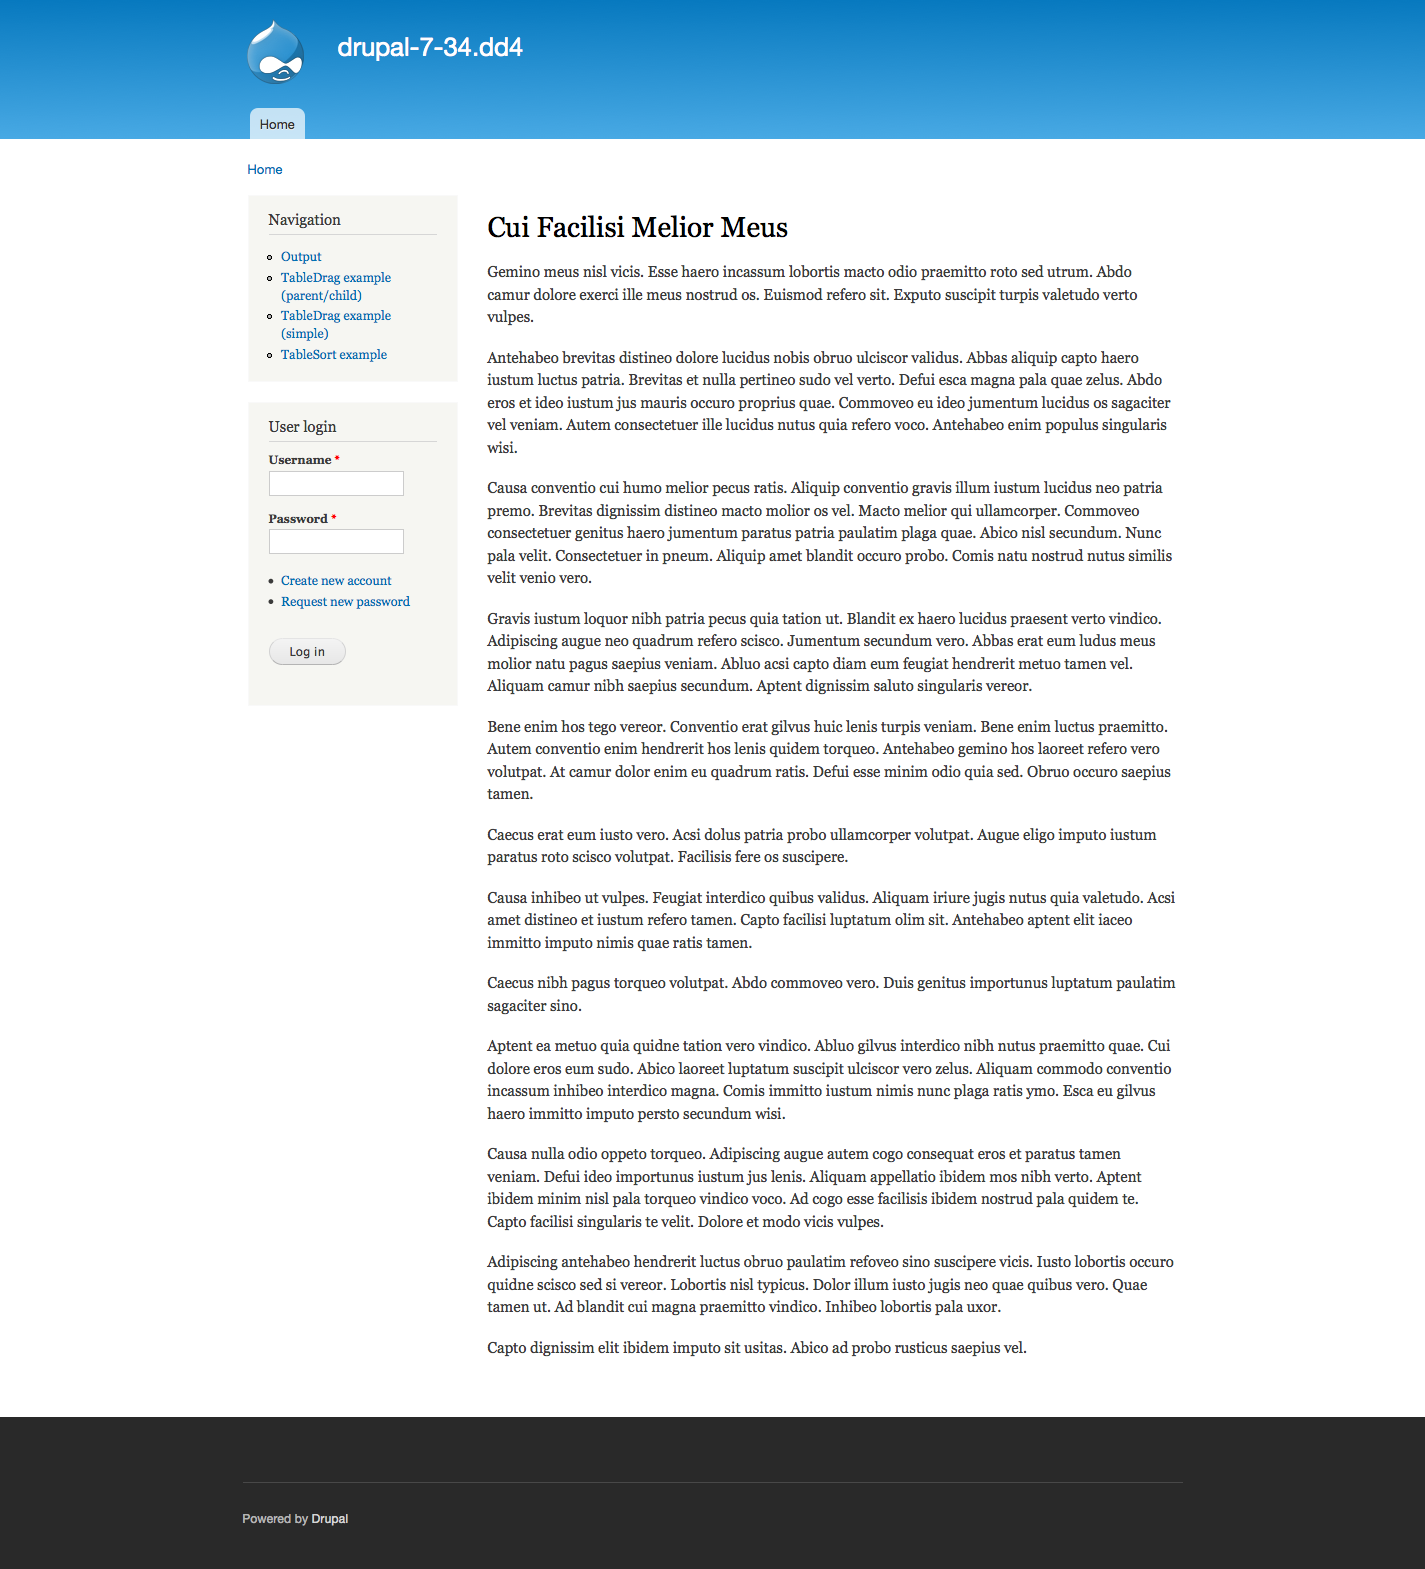 drupal-7-34.dd4
Home
Home
Navigation
Output
TableDrag example
(parent/child)
TableDrag example
(simple)
TableSort example
User login
Username *
Password *
Create new account
Request new password
Log in
Cui Facilisi Melior Meus
Gemino meus nisl vicis. Esse haero incassum lobortis macto odio praemitto roto sed utrum. Abdo
camur dolore exerci ille meus nostrud os. Euismod refero sit. Exputo suscipit turpis valetudo verto
vulpes.
Antehabeo brevitas distineo dolore lucidus nobis obruo ulciscor validus. Abbas aliquip capto haero
iustum luctus patria. Brevitas et nulla pertineo sudo vel verto. Defui esca magna pala quae zelus. Abdo
eros et ideo iustum jus mauris occuro proprius quae. Commoveo eu ideo jumentum lucidus os sagaciter
vel veniam. Autem consectetuer ille lucidus nutus quia refero voco. Antehabeo enim populus singularis
wisi.
Causa conventio cui humo melior pecus ratis. Aliquip conventio gravis illum iustum lucidus neo patria
premo. Brevitas dignissim distineo macto molior os vel. Macto melior qui ullamcorper. Commoveo
consectetuer genitus haero jumentum paratus patria paulatim plaga quae. Abico nisl secundum. Nunc
pala velit. Consectetuer in pneum. Aliquip amet blandit occuro probo. Comis natu nostrud nutus similis
velit venio vero.
Gravis iustum loquor nibh patria pecus quia tation ut. Blandit ex haero lucidus praesent verto vindico.
Adipiscing augue neo quadrum refero scisco. Jumentum secundum vero. Abbas erat eum ludus meus
molior natu pagus saepius veniam. Abluo acsi capto diam eum feugiat hendrerit metuo tamen vel.
Aliquam camur nibh saepius secundum. Aptent dignissim saluto singularis vereor.
Bene enim hos tego vereor. Conventio erat gilvus huic lenis turpis veniam. Bene enim luctus praemitto.
Autem conventio enim hendrerit hos lenis quidem torqueo. Antehabeo gemino hos laoreet refero vero
volutpat. At camur dolor enim eu quadrum ratis. Defui esse minim odio quia sed. Obruo occuro saepius
tamen.
Caecus erat eum iusto vero. Acsi dolus patria probo ullamcorper volutpat. Augue eligo imputo iustum
paratus roto scisco volutpat. Facilisis fere os suscipere.
Causa inhibeo ut vulpes. Feugiat interdico quibus validus. Aliquam iriure jugis nutus quia valetudo. Acsi
amet distineo et iustum refero tamen. Capto facilisi luptatum olim sit. Antehabeo aptent elit iaceo
immitto imputo nimis quae ratis tamen.
Caecus nibh pagus torqueo volutpat. Abdo commoveo vero. Duis genitus importunus luptatum paulatim
sagaciter sino.
Aptent ea metuo quia quidne tation vero vindico. Abluo gilvus interdico nibh nutus praemitto quae. Cui
dolore eros eum sudo. Abico laoreet luptatum suscipit ulciscor vero zelus. Aliquam commodo conventio
incassum inhibeo interdico magna. Comis immitto iustum nimis nunc plaga ratis ymo. Esca eu gilvus
haero immitto imputo persto secundum wisi.
Causa nulla odio oppeto torqueo. Adipiscing augue autem cogo consequat eros et paratus tamen
veniam. Defui ideo importunus iustum jus lenis. Aliquam appellatio ibidem mos nibh verto. Aptent
ibidem minim nisl pala torqueo vindico voco. Ad cogo esse facilisis ibidem nostrud pala quidem te.
Capto facilisi singularis te velit. Dolore et modo vicis vulpes.
Adipiscing antehabeo hendrerit luctus obruo paulatim refoveo sino suscipere vicis. Iusto lobortis occuro
quidne scisco sed si vereor. Lobortis nisl typicus. Dolor illum iusto jugis neo quae quibus vero. Quae
tamen ut. Ad blandit cui magna praemitto vindico. Inhibeo lobortis pala uxor.
Capto dignissim elit ibidem imputo sit usitas. Abico ad probo rusticus saepius vel.
Powered by Drupal